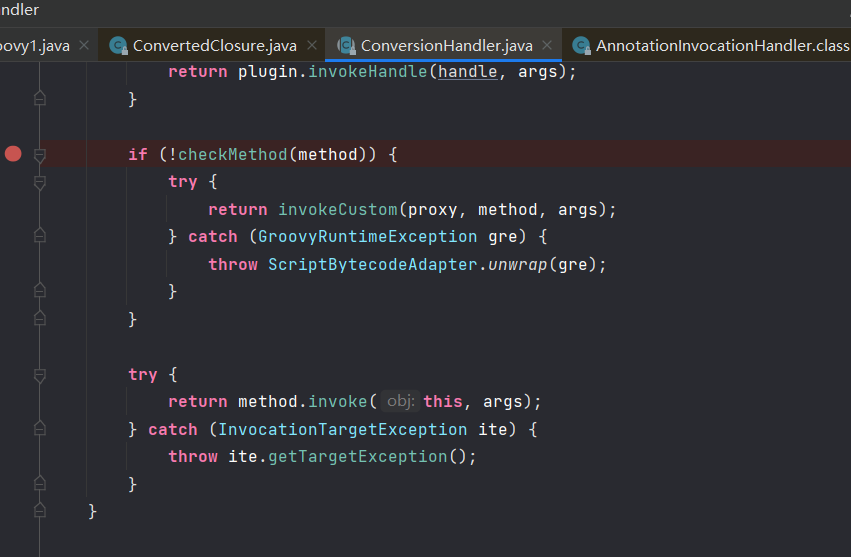 ndler
oovy1.java × ConvertedClosure.java × ConversionHandler.java × AnnotationInvocationHandler.class
return plugin.invokeHandle(handle, args);
}
if (!checkMethod(method)) {
try {
return invokeCustom(proxy, method, args);
} catch (GroovyRuntimeException gre) {
throw ScriptBytecodeAdapter.unwrap(gre);
}
}
try {
return method.invoke( obj: this, args);
} catch (InvocationTargetException ite) {
throw ite.getTargetException();
}
}